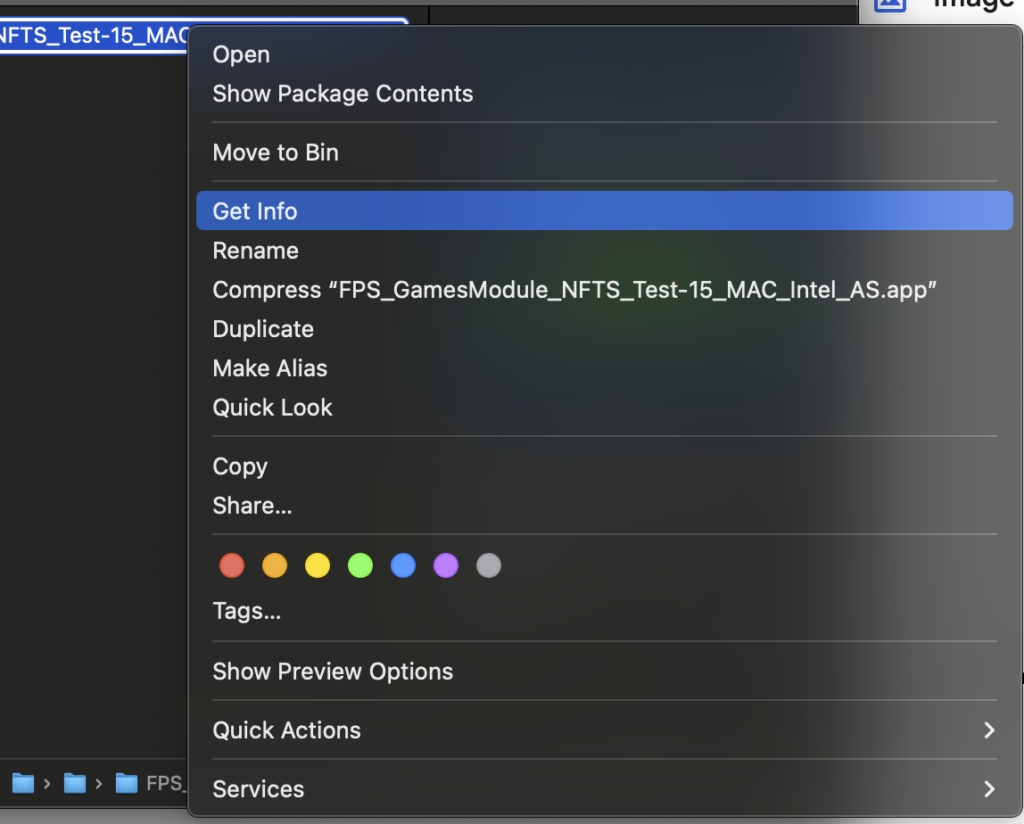 Image
NFTS_Test-15_MAC
Open
Show Package Contents
Move to Bin
Get Info
Rename
Compress “FPS_GamesModule_NFTS_Test-15_MAC_Intel_AS.app”
Duplicate
Make Alias
Quick Look
Copy
Share...
Tags...
Show Preview Options
Quick Actions
FPS_
Services